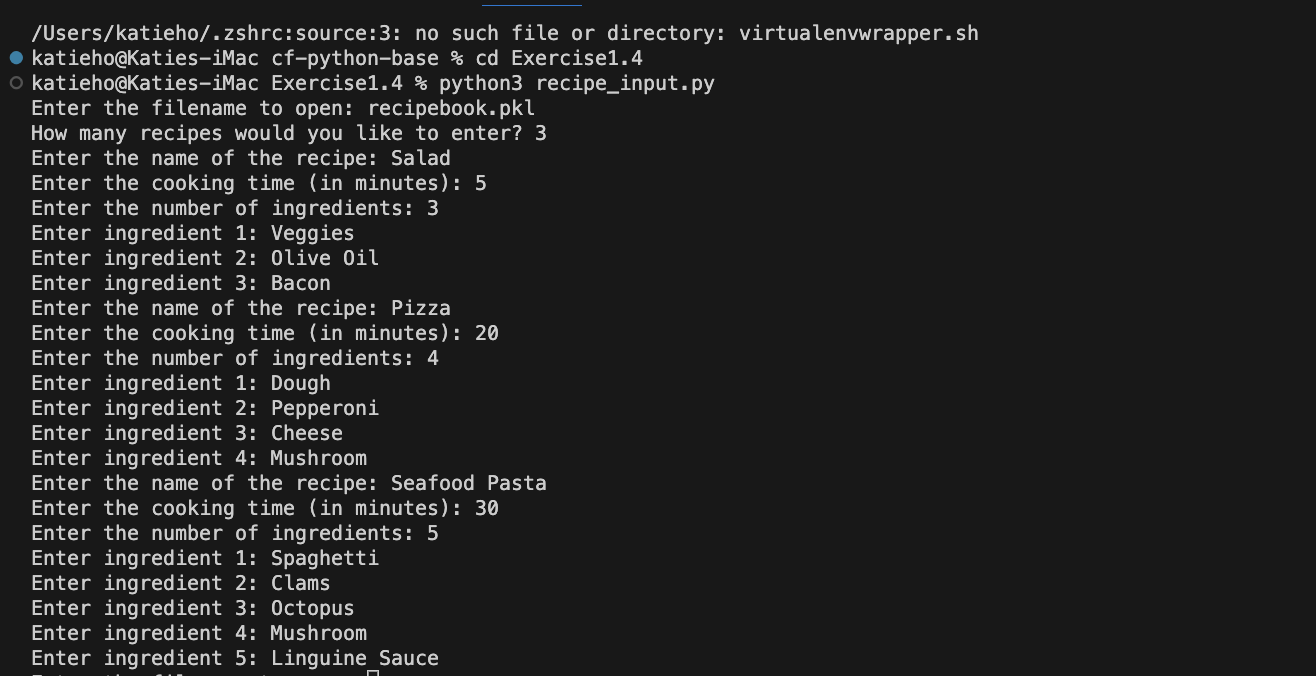 /Users/katieho/.zshrc:source:3: no such file or directory: virtualenvwrapper.sh
katieho@Katies-iMac cf-python-base % cd Exercise1.4
katieho@Katies-iMac Exercise1.4 % python3 recipe_input.py
Enter the filename to open: recipebook.pkl
How many recipes would you like to enter? 3
Enter the name of the recipe: Salad
Enter the cooking time (in minutes): 5
Enter the number of ingredients: 3
Enter ingredient 1: Veggies
Enter ingredient 2: Olive Oil
Enter ingredient 3: Bacon
Enter the name of the recipe: Pizza
Enter the cooking time (in minutes): 20
Enter the number of ingredients: 4
Enter ingredient 1: Dough
Enter ingredient 2: Pepperoni
Enter ingredient 3: Cheese
Enter ingredient 4: Mushroom
Enter the name of the recipe: Seafood Pasta
Enter the cooking time (in minutes): 30
Enter the number of ingredients: 5
Enter ingredient 1: Spaghetti
Enter ingredient 2: Clams
Enter ingredient 3: Octopus
Enter ingredient 4: Mushroom
Enter ingredient 5: Linguine Sauce